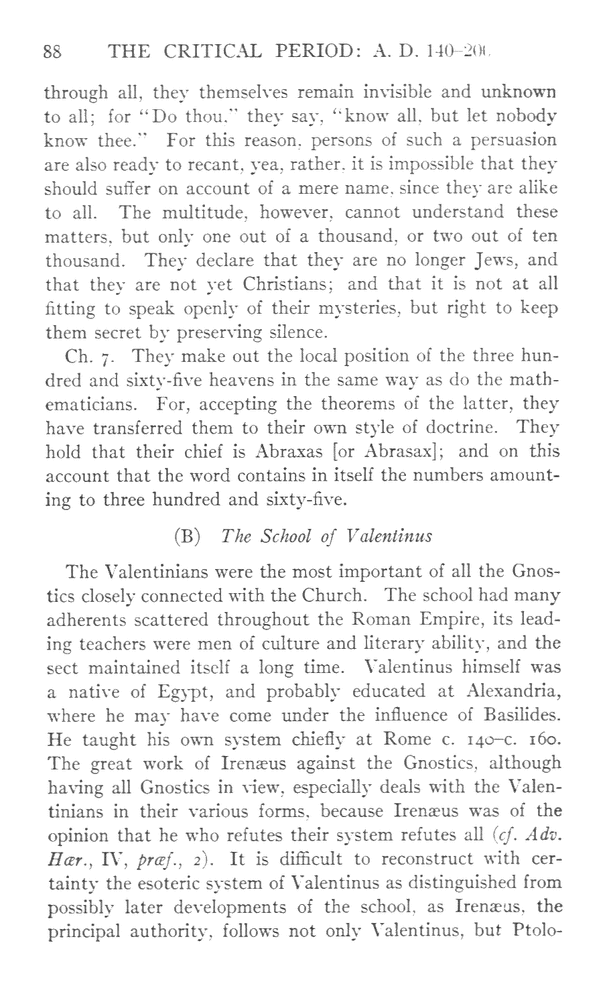 88 THE CRITICAL PERIOD: A. D. 140–200
through all, they themselves remain invisible and unknown
to all; for "Do thou," they say, "know all, but let nobody
know thee." For this reason, persons of such a persuasion
are also ready to recant, yea, rather, it is impossible that they
should suffer on account of a mere name, since they are alike
to all. The multitude, however, cannot understand these
matters, but only one out of a thousand, or two out of ten
thousand. They declare that they are no longer Jews, and
that they are not yet Christians; and that it is not at all
fitting to speak openly of their mysteries, but right to keep
them secret by preserving silence.
Ch. 7. They make out the local position of the three hun-
dred and sixty-five heavens in the same way as do the math-
ematicians. For, accepting the theorems of the latter, they
have transferred them to their own style of doctrine. They
hold that their chief is Abraxas [or Abrasax]; and on this
account that the word contains in itself the numbers amount-
ing to three hundred and sixty-five.
(B) The School of Valentinus
The Valentinians were the most important of all the Gnos-
tics closely connected with the Church. The school had many
adherents scattered throughout the Roman Empire, its lead-
ing teachers were men of culture and literary ability, and the
sect maintained itself a long time. Valentinus himself was
a native of Egypt, and probably educated at Alexandria,
where he may have come under the influence of Basilides.
He taught his own system chiefly at Rome c. 140–c. 160.
The great work of Irenæus against the Gnostics, although
having all Gnostics in view, especially deals with the Valen-
tinians in their various forms, because Irenæus was of the
opinion that he who refutes their system refutes all (cf. Adv.
Hær., IV, præf., 2). It is difficult to reconstruct with cer-
tainty the esoteric system of Valentinus as distinguished from
possibly later developments of the school, as Irenæus, the
principal authority, follows not only Valentinus, but Ptolo-